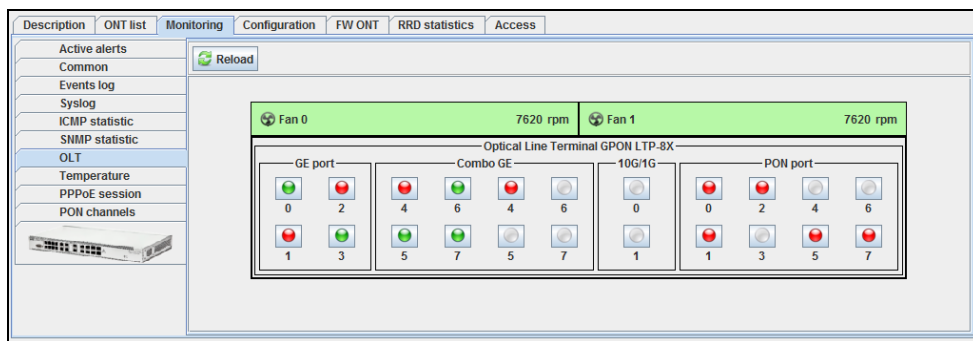 Description ONT list Monitoring Configuration FW ONT RRD statistics Access
Active alerts
Common
Events log
Syslog
ICMP statistic
SNMP statistic
OLT
Temperature
PPPoE session
PON channels
Reload
Fan 0 7620 rpm Fan 1 7620 rpm
Optical Line Terminal GPON LTP-8X
GE port Combo GE 10G/1G PON port
0 2 4 6 4 6 0 0 2 4 6
1 3 5 7 5 7 1 1 3 5 7